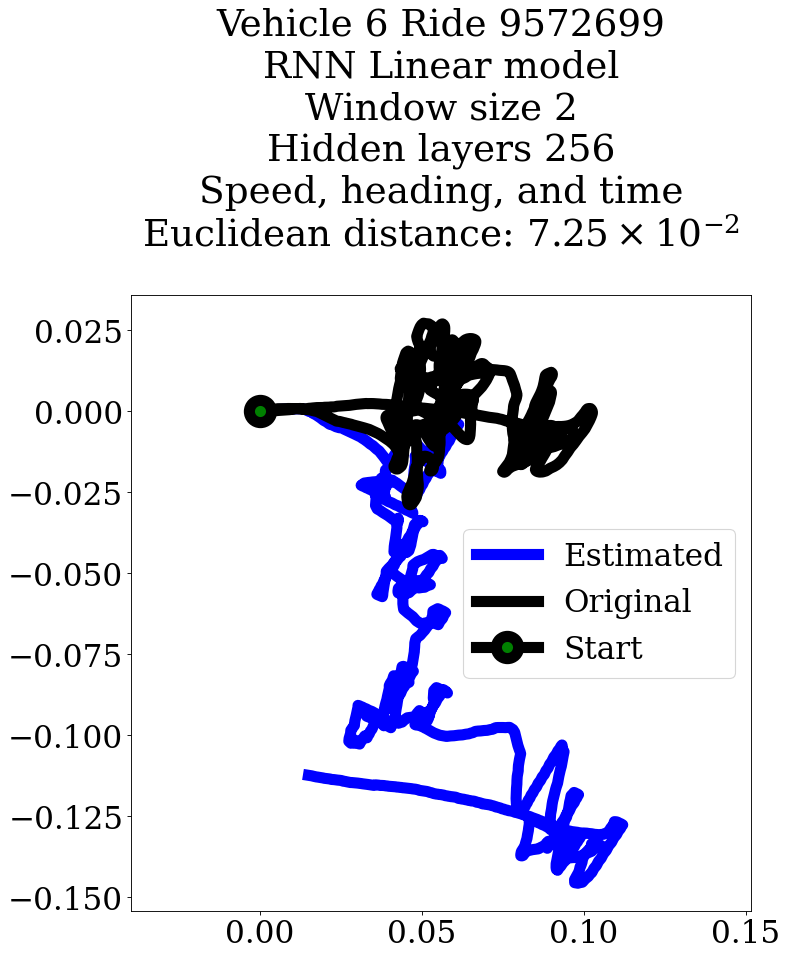 Vehicle 6 Ride 9572699
RNN Linear model
Window size 2
Hidden layers 256
Speed, heading, and time
Euclidean distance: 7.25 × 10⁻²
0.025
0.000
−0.025
−0.050
−0.075
−0.100
−0.125
−0.150
Estimated
Original
Start
0.00 0.05 0.10 0.15